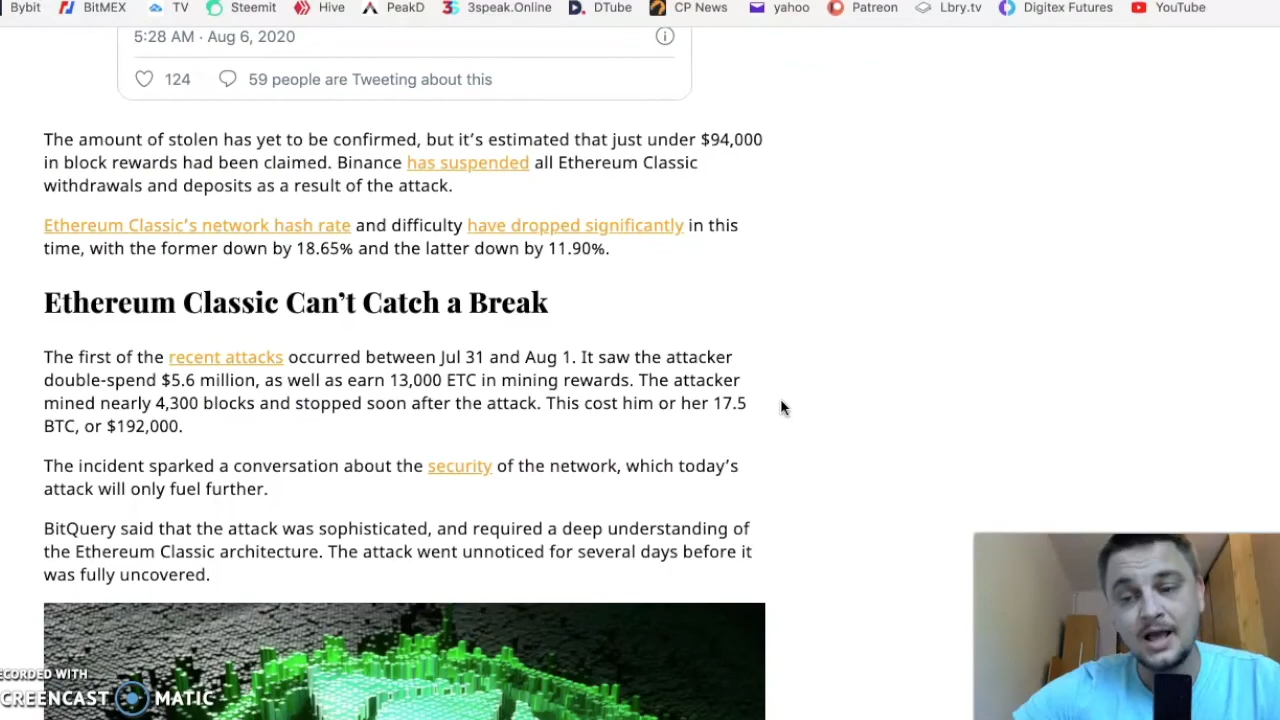 Bybit BitMEX TV Steemit Hive PeakD 3speak.Online DTube CP News yahoo Patreon Lbry.tv Digitex Futures YouTube
5:28 AM · Aug 6, 2020
124 59 people are Tweeting about this
The amount of stolen has yet to be confirmed, but it’s estimated that just under $94,000
in block rewards had been claimed. Binance has suspended all Ethereum Classic
withdrawals and deposits as a result of the attack.
Ethereum Classic’s network hash rate and difficulty have dropped significantly in this
time, with the former down by 18.65% and the latter down by 11.90%.
Ethereum Classic Can’t Catch a Break
The first of the recent attacks occurred between Jul 31 and Aug 1. It saw the attacker
double-spend $5.6 million, as well as earn 13,000 ETC in mining rewards. The attacker
mined nearly 4,300 blocks and stopped soon after the attack. This cost him or her 17.5
BTC, or $192,000.
The incident sparked a conversation about the security of the network, which today’s
attack will only fuel further.
BitQuery said that the attack was sophisticated, and required a deep understanding of
the Ethereum Classic architecture. The attack went unnoticed for several days before it
was fully uncovered.
ECORDED WITH
CREENCAST MATIC